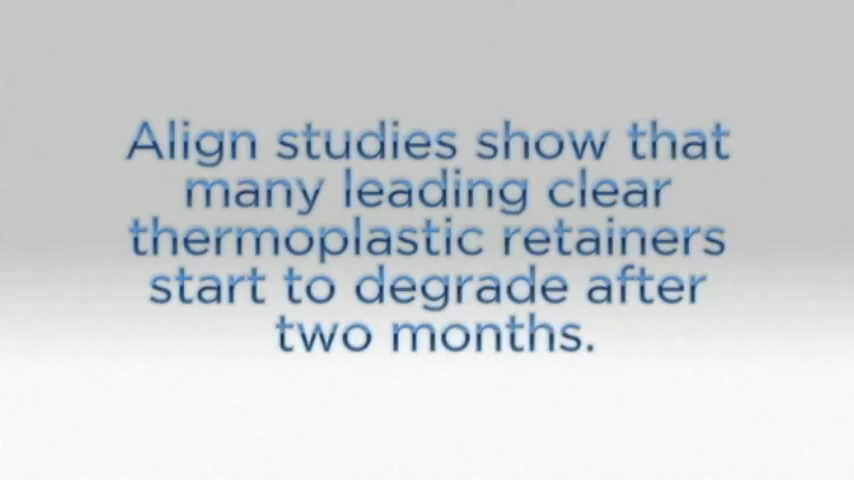 Align studies show that
many leading clear
thermoplastic retainers
start to degrade after
two months.